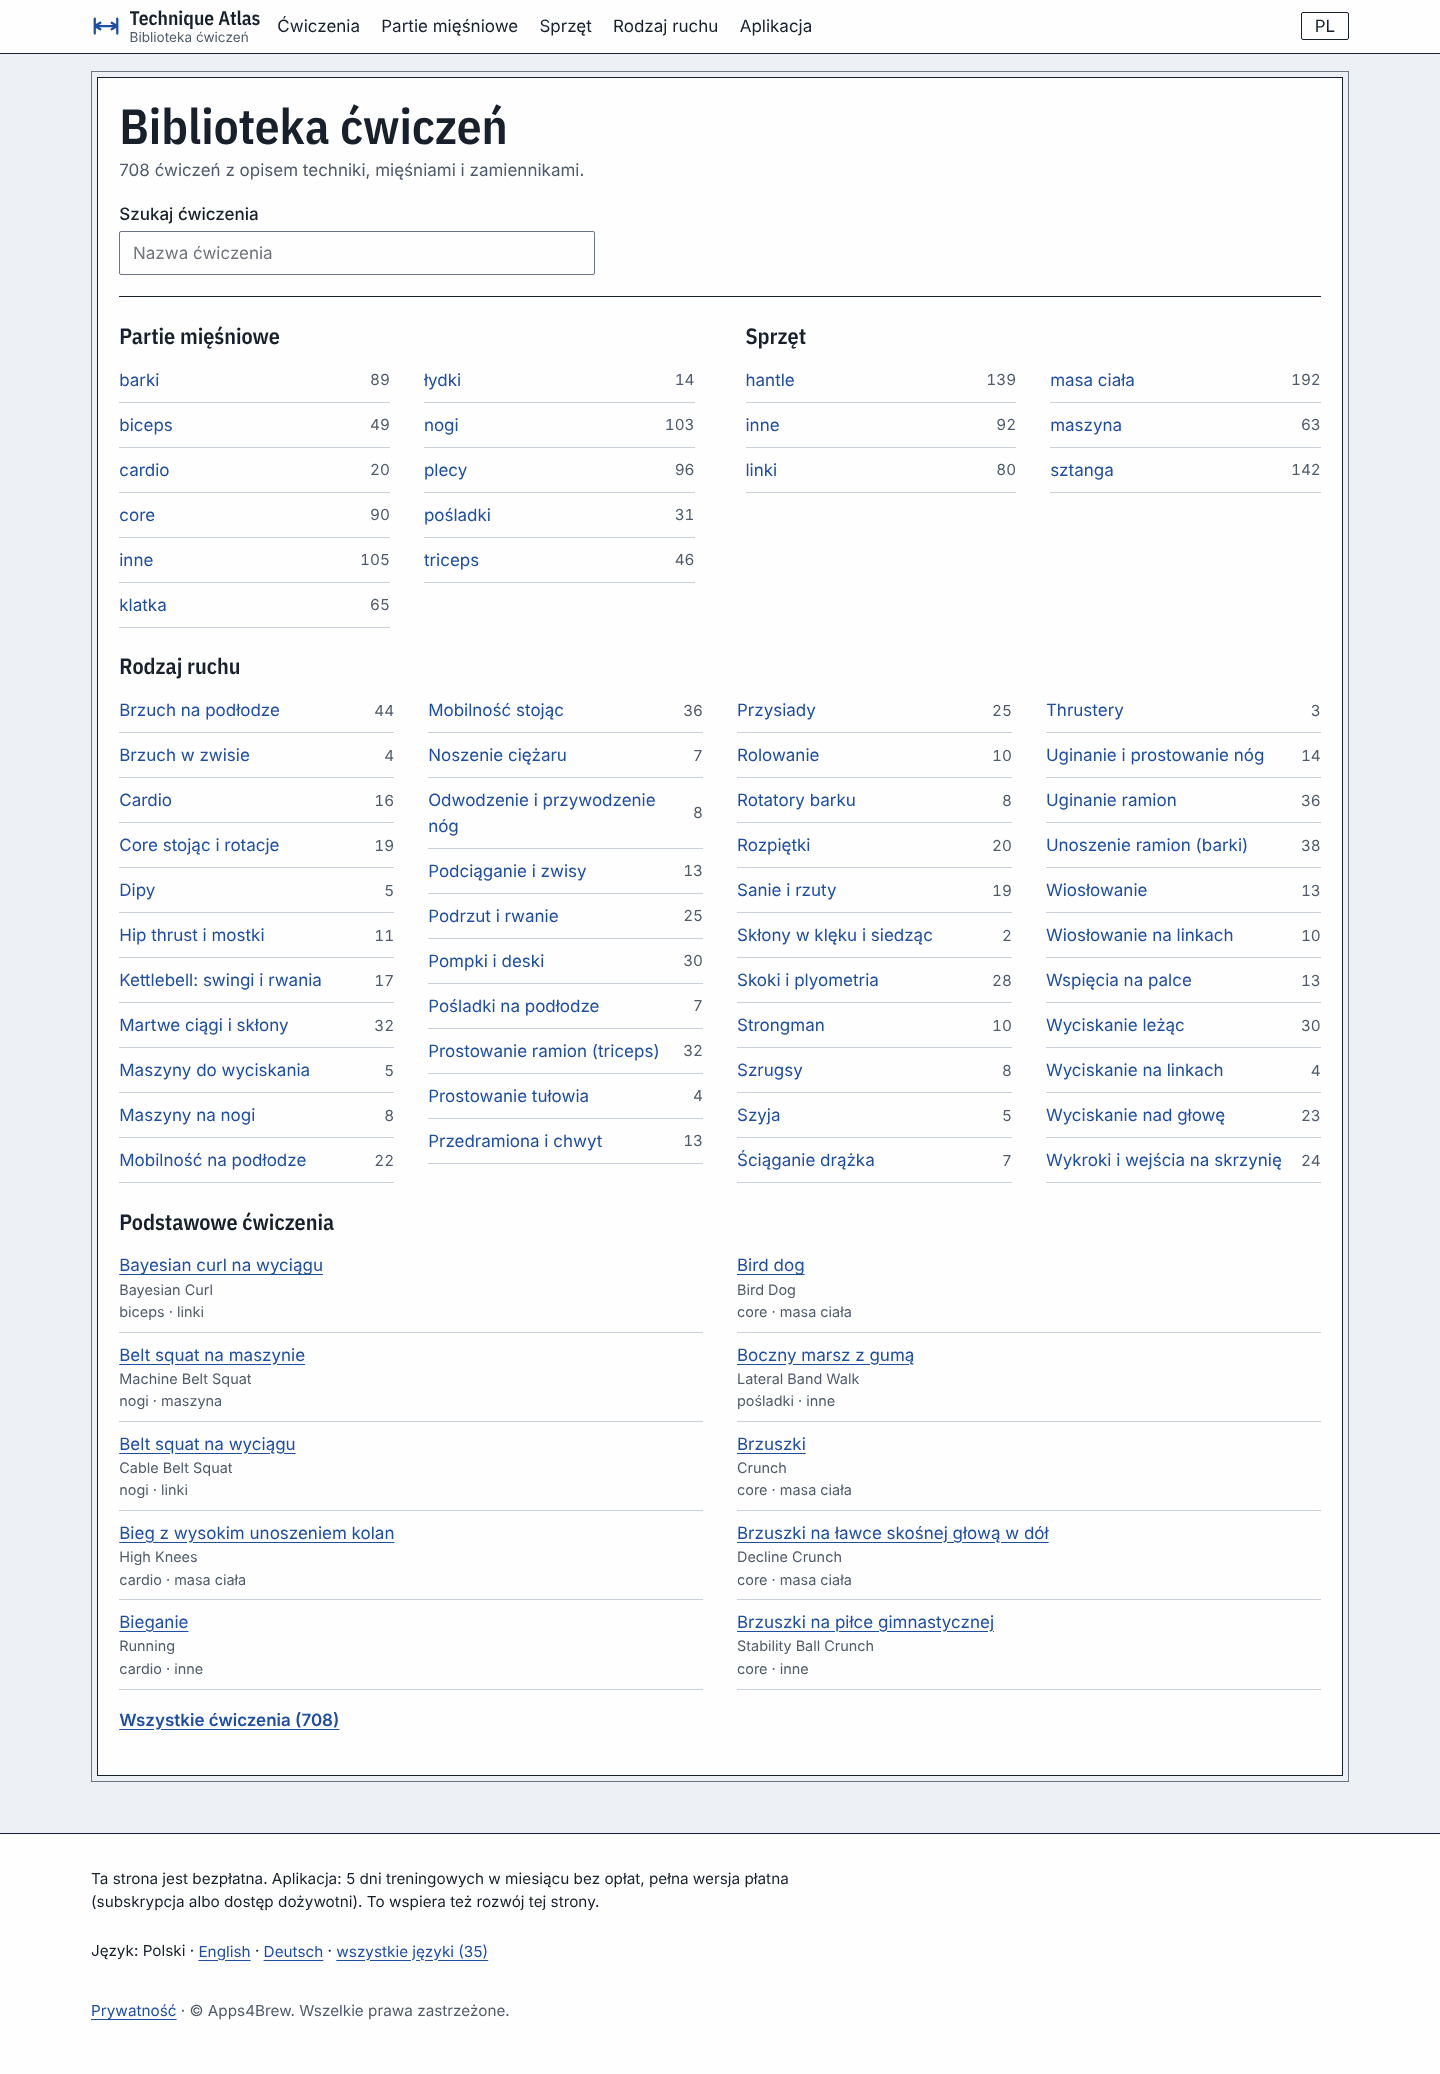 Technique Atlas
Biblioteka ćwiczeń
Ćwiczenia
Partie mięśniowe
Sprzęt
Rodzaj ruchu
Aplikacja
PL
Biblioteka ćwiczeń
708 ćwiczeń z opisem techniki, mięśniami i zamiennikami.
Szukaj ćwiczenia
Nazwa ćwiczenia
Partie mięśniowe
barki 89
biceps 49
cardio 20
core 90
inne 105
klatka 65
łydki 14
nogi 103
plecy 96
pośladki 31
triceps 46
Sprzęt
hantle 139
inne 92
linki 80
masa ciała 192
maszyna 63
sztanga 142
Rodzaj ruchu
Brzuch na podłodze 44
Brzuch w zwisie 4
Cardio 16
Core stojąc i rotacje 19
Dipy 5
Hip thrust i mostki 11
Kettlebell: swingi i rwania 17
Martwe ciągi i skłony 32
Maszyny do wyciskania 5
Maszyny na nogi 8
Mobilność na podłodze 22
Mobilność stojąc 36
Noszenie ciężaru 7
Odwodzenie i przywodzenie
nóg 8
Podciąganie i zwisy 13
Podrzut i rwanie 25
Pompki i deski 30
Pośladki na podłodze 7
Prostowanie ramion (triceps) 32
Prostowanie tułowia 4
Przedramiona i chwyt 13
Przysiady 25
Rolowanie 10
Rotatory barku 8
Rozpiętki 20
Sanie i rzuty 19
Skłony w klęku i siedząc 2
Skoki i plyometria 28
Strongman 10
Szrugsy 8
Szyja 5
Ściąganie drążka 7
Thrustery 3
Uginanie i prostowanie nóg 14
Uginanie ramion 36
Unoszenie ramion (barki) 38
Wiosłowanie 13
Wiosłowanie na linkach 10
Wspięcia na palce 13
Wyciskanie leżąc 30
Wyciskanie na linkach 4
Wyciskanie nad głowę 23
Wykroki i wejścia na skrzynię 24
Podstawowe ćwiczenia
Bayesian curl na wyciągu
Bayesian Curl
biceps · linki
Belt squat na maszynie
Machine Belt Squat
nogi · maszyna
Belt squat na wyciągu
Cable Belt Squat
nogi · linki
Bieg z wysokim unoszeniem kolan
High Knees
cardio · masa ciała
Bieganie
Running
cardio · inne
Bird dog
Bird Dog
core · masa ciała
Boczny marsz z gumą
Lateral Band Walk
pośladki · inne
Brzuszki
Crunch
core · masa ciała
Brzuszki na ławce skośnej głową w dół
Decline Crunch
core · masa ciała
Brzuszki na piłce gimnastycznej
Stability Ball Crunch
core · inne
Wszystkie ćwiczenia (708)
Ta strona jest bezpłatna. Aplikacja: 5 dni treningowych w miesiącu bez opłat, pełna wersja płatna
(subskrypcja albo dostęp dożywotni). To wspiera też rozwój tej strony.
Język: Polski · English · Deutsch · wszystkie języki (35)
Prywatność · © Apps4Brew. Wszelkie prawa zastrzeżone.